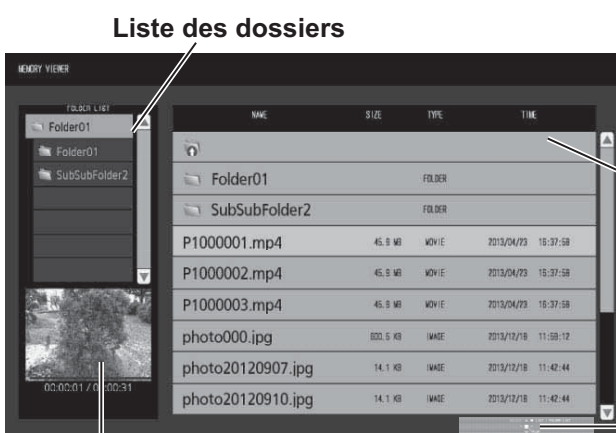 Liste des dossiers
MEMORY VIEWER
FOLDER LIST
Folder01
Folder01
SubSubFolder2
00:00:01 / 00:00:31
NAME SIZE TYPE TIME
Folder01 FOLDER
SubSubFolder2 FOLDER
P1000001.mp4 45.9 MB MOVIE 2013/04/23 16:37:58
P1000002.mp4 45.9 MB MOVIE 2013/04/23 16:37:58
P1000003.mp4 45.9 MB MOVIE 2013/04/23 16:37:58
photo000.jpg KB IMAGE 2013/12/18 11:59:12
photo20120907.jpg 14.1 KB IMAGE 2013/12/18 11:42:44
photo20120910.jpg 14.1 KB IMAGE 2013/12/18 11:42:44